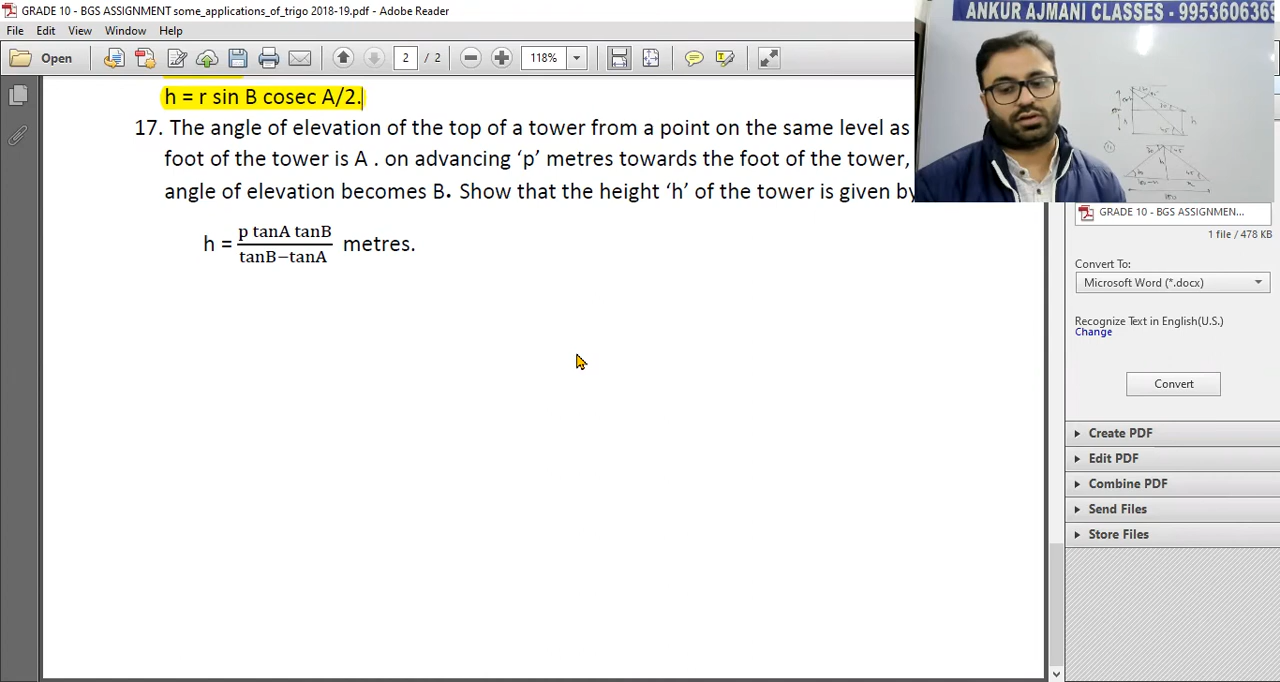 GRADE 10 - BGS ASSIGNMENT some_applications_of_trigo 2018-19.pdf - Adobe Reader
File Edit View Window Help
Open 2 / 2 118%
ANKUR AJMANI CLASSES - 9953606369
h = r sin B cosec A/2.
17. The angle of elevation of the top of a tower from a point on the same level as
foot of the tower is A . on advancing ‘p’ metres towards the foot of the tower,
angle of elevation becomes B. Show that the height ‘h’ of the tower is given by
h = p tanA tanB / tanB−tanA metres.
GRADE 10 - BGS ASSIGNMEN...
1 file / 478 KB
Convert To:
Microsoft Word (*.docx)
Recognize Text in English(U.S.)
Change
Convert
Create PDF
Edit PDF
Combine PDF
Send Files
Store Files